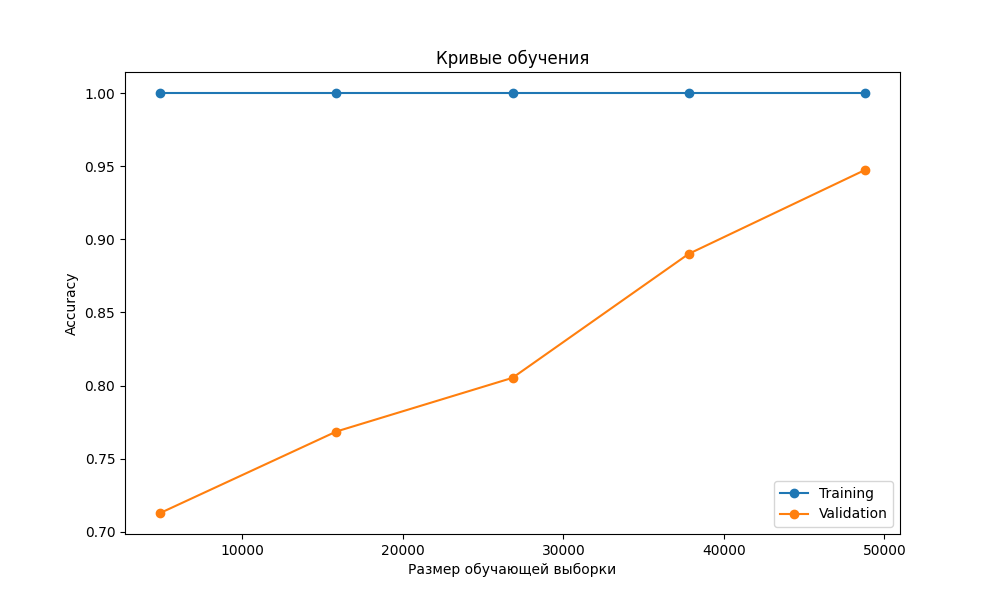 Кривые обучения
Accuracy
1.00
0.95
0.90
0.85
0.80
0.75
0.70
10000
20000
30000
40000
50000
Размер обучающей выборки
Training
Validation